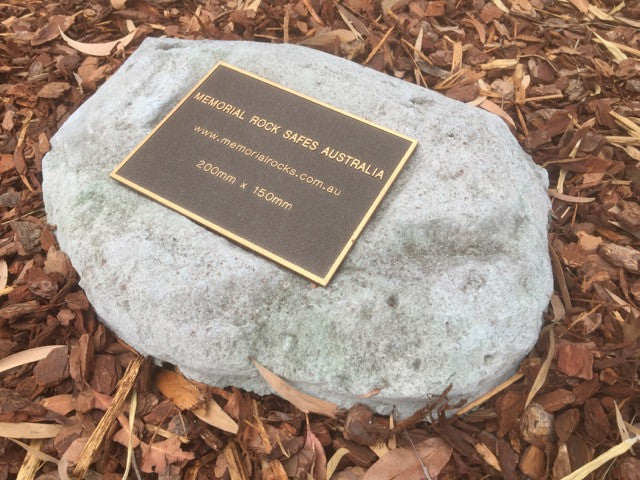 MEMORIAL ROCK SAFES AUSTRALIA
www.memorialrocks.com.au
200mm x 150mm